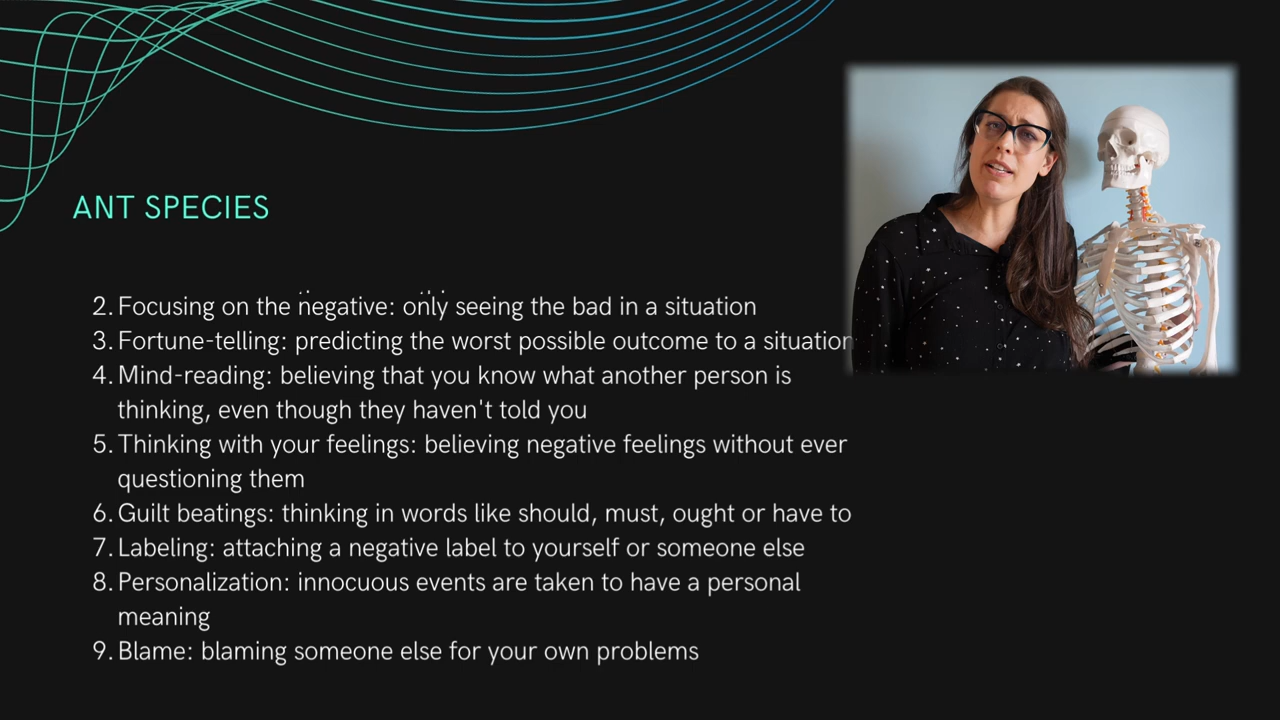 ANT SPECIES
2. Focusing on the negative: only seeing the bad in a situation
3. Fortune-telling: predicting the worst possible outcome to a situation
4. Mind-reading: believing that you know what another person is
thinking, even though they haven't told you
5. Thinking with your feelings: believing negative feelings without ever
questioning them
6. Guilt beatings: thinking in words like should, must, ought or have to
7. Labeling: attaching a negative label to yourself or someone else
8. Personalization: innocuous events are taken to have a personal
meaning
9. Blame: blaming someone else for your own problems